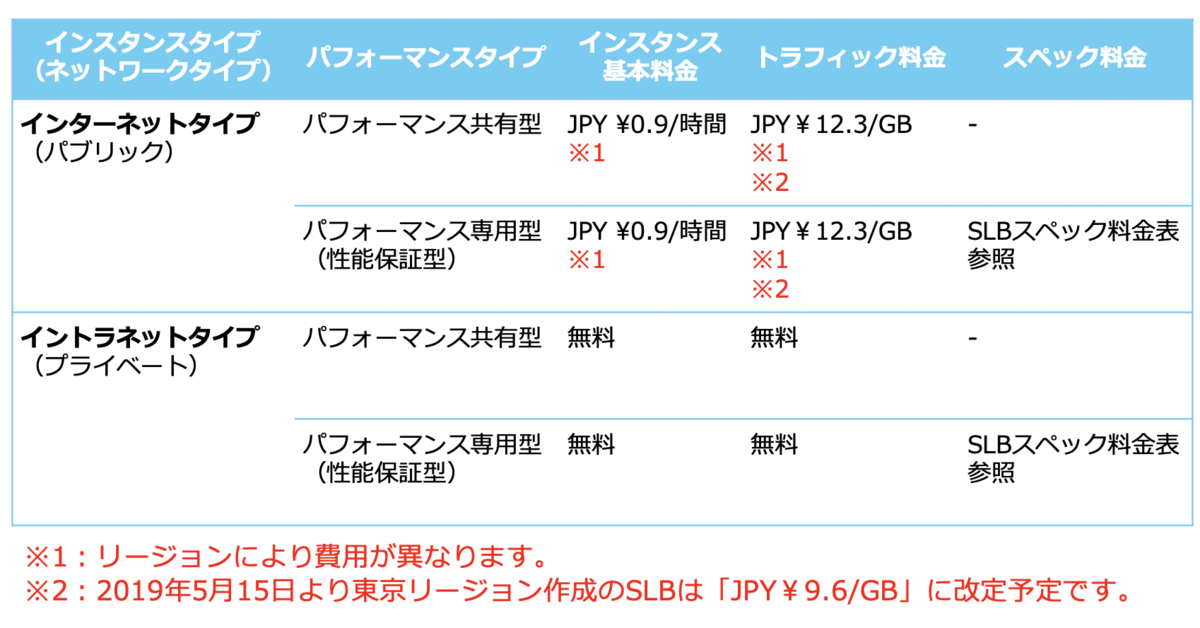 インスタンスタイプ
（ネットワークタイプ）
パフォーマンスタイプ
インスタンス
基本料金
トラフィック料金
スペック料金
インターネットタイプ
（パブリック）
パフォーマンス共有型
JPY ¥0.9/時間
※1
JPY￥12.3/GB
※1
※2
-
パフォーマンス専用型
（性能保証型）
JPY ¥0.9/時間
※1
JPY￥12.3/GB
※1
※2
SLBスペック料金表
参照
イントラネットタイプ
（プライベート）
パフォーマンス共有型
無料
無料
-
パフォーマンス専用型
（性能保証型）
無料
無料
SLBスペック料金表
参照
※1：リージョンにより費用が異なります。
※2：2019年5月15日より東京リージョン作成のSLBは「JPY￥9.6/GB」に改定予定です。